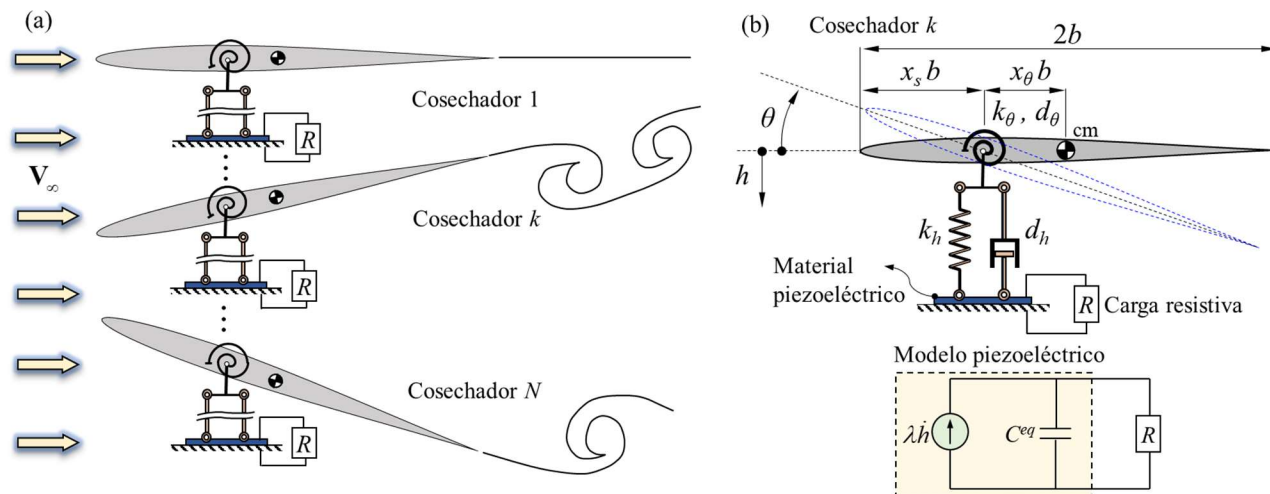 (a)
V∞
Cosechador 1
R
Cosechador k
R
Cosechador N
R
(b)
Cosechador k
2b
x_s b
x_θ b
k_θ , d_θ
θ
cm
h
k_h
d_h
Material
piezoeléctrico
R
Carga resistiva
Modelo piezoeléctrico
λḣ
C^{eq}
R